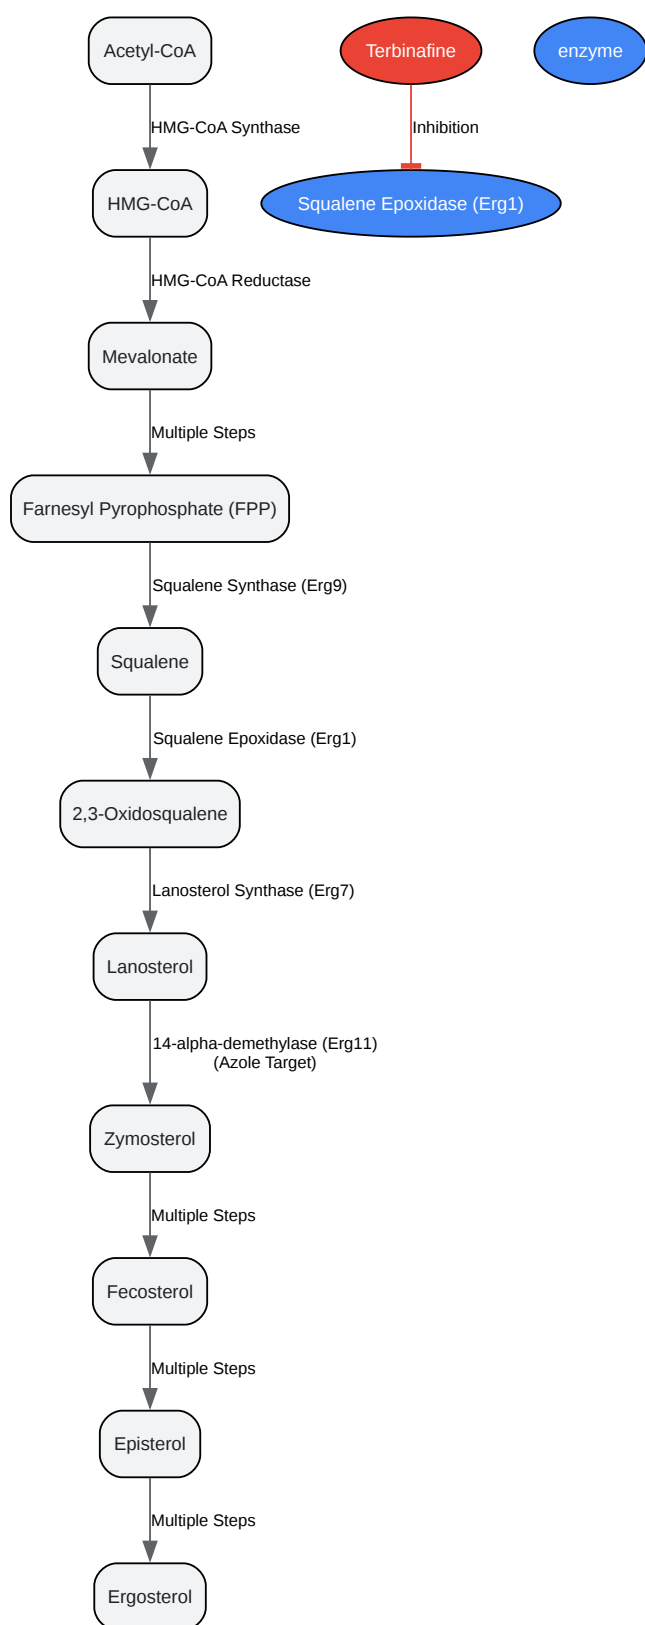 Acetyl-CoA
Terbinafine
enzyme
HMG-CoA Synthase
Inhibition
HMG-CoA
Squalene Epoxidase (Erg1)
HMG-CoA Reductase
Mevalonate
Multiple Steps
Farnesyl Pyrophosphate (FPP)
Squalene Synthase (Erg9)
Squalene
Squalene Epoxidase (Erg1)
2,3-Oxidosqualene
Lanosterol Synthase (Erg7)
Lanosterol
14-alpha-demethylase (Erg11)
(Azole Target)
Zymosterol
Multiple Steps
Fecosterol
Multiple Steps
Episterol
Multiple Steps
Ergosterol